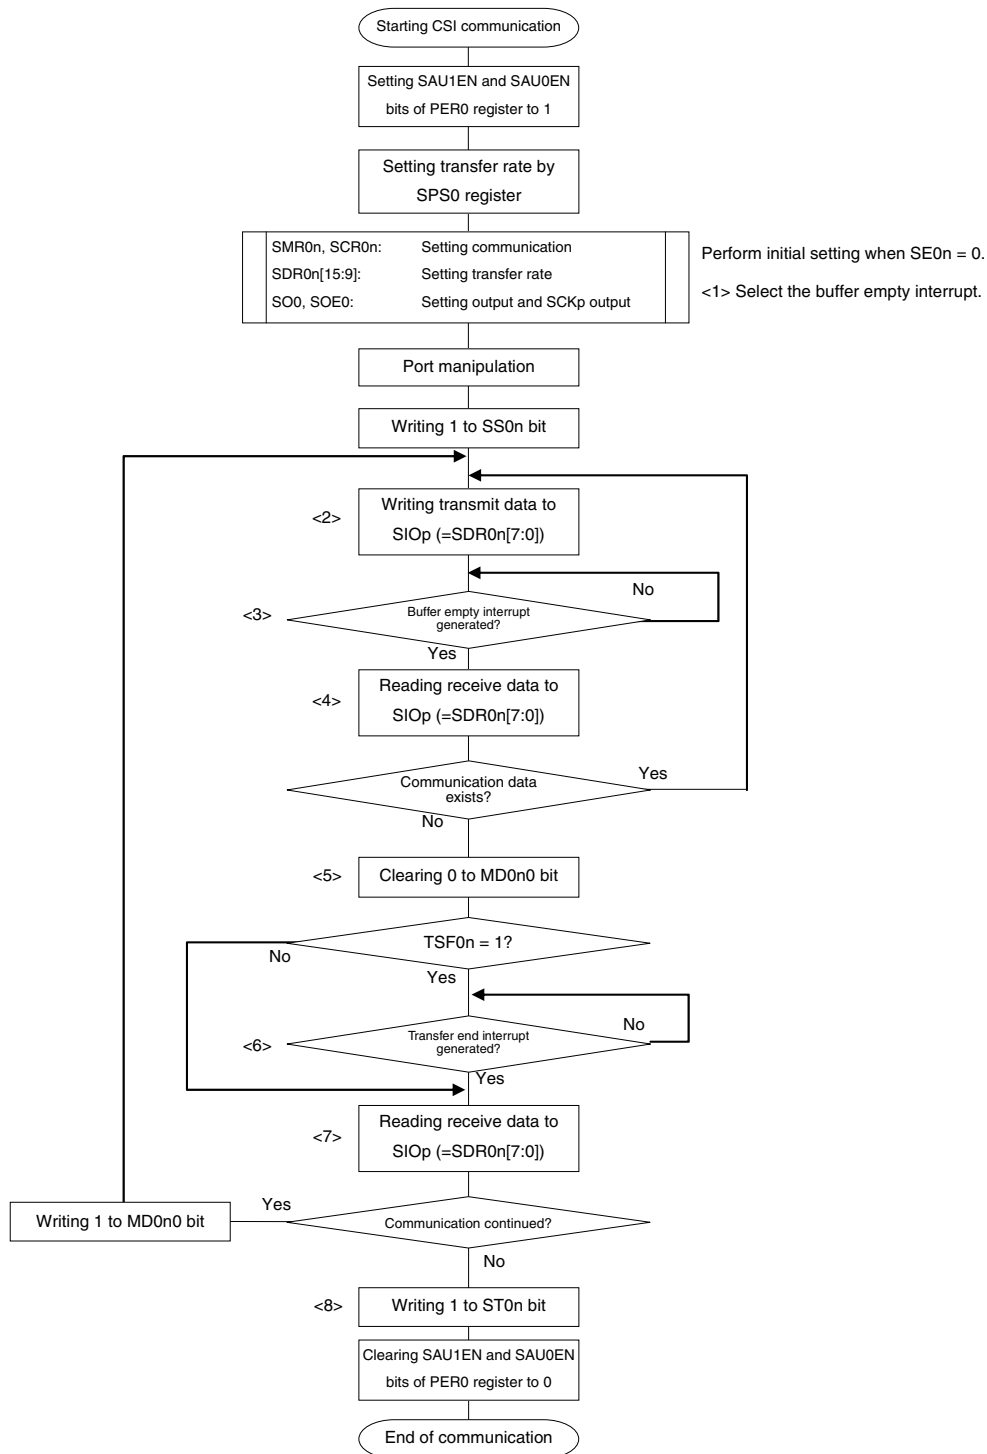 Starting CSI communication
Setting SAU1EN and SAU0EN
bits of PER0 register to 1
Setting transfer rate by
SPS0 register
SMR0n, SCR0n: Setting communication
SDR0n[15:9]: Setting transfer rate
SO0, SOE0: Setting output and SCKp output
Perform initial setting when SE0n = 0.
<1> Select the buffer empty interrupt.
Port manipulation
Writing 1 to SS0n bit
<2>
Writing transmit data to
SIOp (=SDR0n[7:0])
No
<3>
Buffer empty interrupt
generated?
Yes
<4>
Reading receive data to
SIOp (=SDR0n[7:0])
Yes
Communication data
exists?
No
<5>
Clearing 0 to MD0n0 bit
TSF0n = 1?
No
Yes
No
<6>
Transfer end interrupt
generated?
Yes
<7>
Reading receive data to
SIOp (=SDR0n[7:0])
Yes
Writing 1 to MD0n0 bit
Communication continued?
No
<8>
Writing 1 to ST0n bit
Clearing SAU1EN and SAU0EN
bits of PER0 register to 0
End of communication